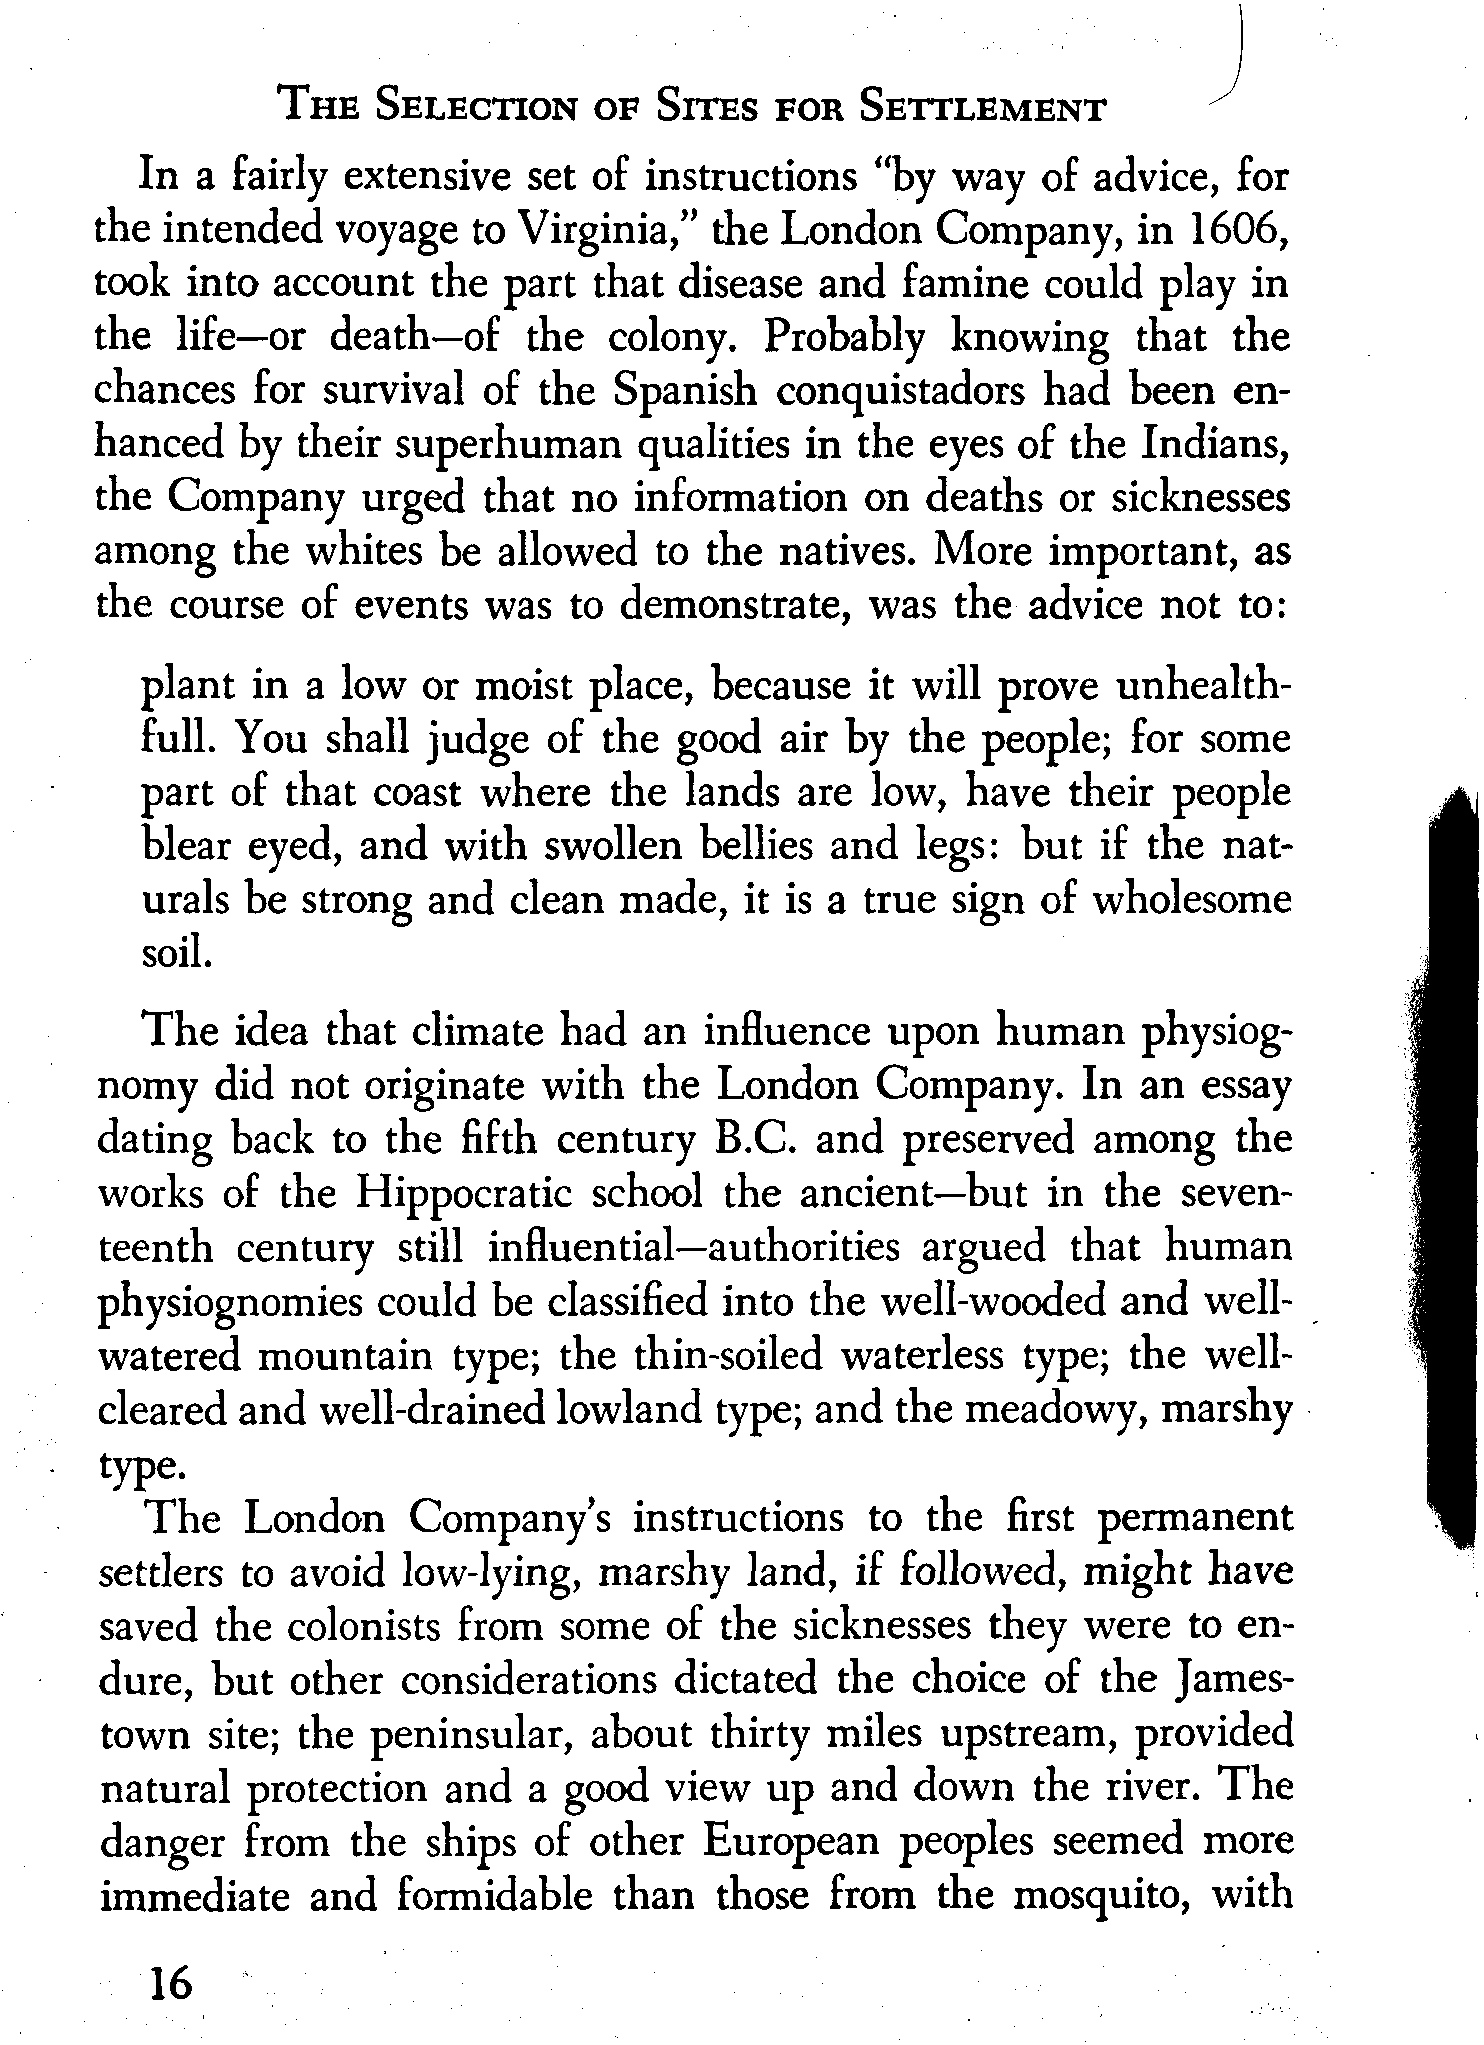 The Selection of Sites for Settlement
In a fairly extensive set of instructions “by way of advice, for
the intended voyage to Virginia,” the London Company, in 1606,
took into account the part that disease and famine could play in
the life—or death—of the colony. Probably knowing that the
chances for survival of the Spanish conquistadors had been en-
hanced by their superhuman qualities in the eyes of the Indians,
the Company urged that no information on deaths or sicknesses
among the whites be allowed to the natives. More important, as
the course of events was to demonstrate, was the advice not to:
plant in a low or moist place, because it will prove unhealth-
full. You shall judge of the good air by the people; for some
part of that coast where the lands are low, have their people
blear eyed, and with swollen bellies and legs: but if the nat-
urals be strong and clean made, it is a true sign of wholesome
soil.
The idea that climate had an influence upon human physiog-
nomy did not originate with the London Company. In an essay
dating back to the fifth century B.C. and preserved among the
works of the Hippocratic school the ancient—but in the seven-
teenth century still influential—authorities argued that human
physiognomies could be classified into the well-wooded and well-
watered mountain type; the thin-soiled waterless type; the well-
cleared and well-drained lowland type; and the meadowy, marshy
type.
The London Company’s instructions to the first permanent
settlers to avoid low-lying, marshy land, if followed, might have
saved the colonists from some of the sicknesses they were to en-
dure, but other considerations dictated the choice of the James-
town site; the peninsular, about thirty miles upstream, provided
natural protection and a good view up and down the river. The
danger from the ships of other European peoples seemed more
immediate and formidable than those from the mosquito, with
16